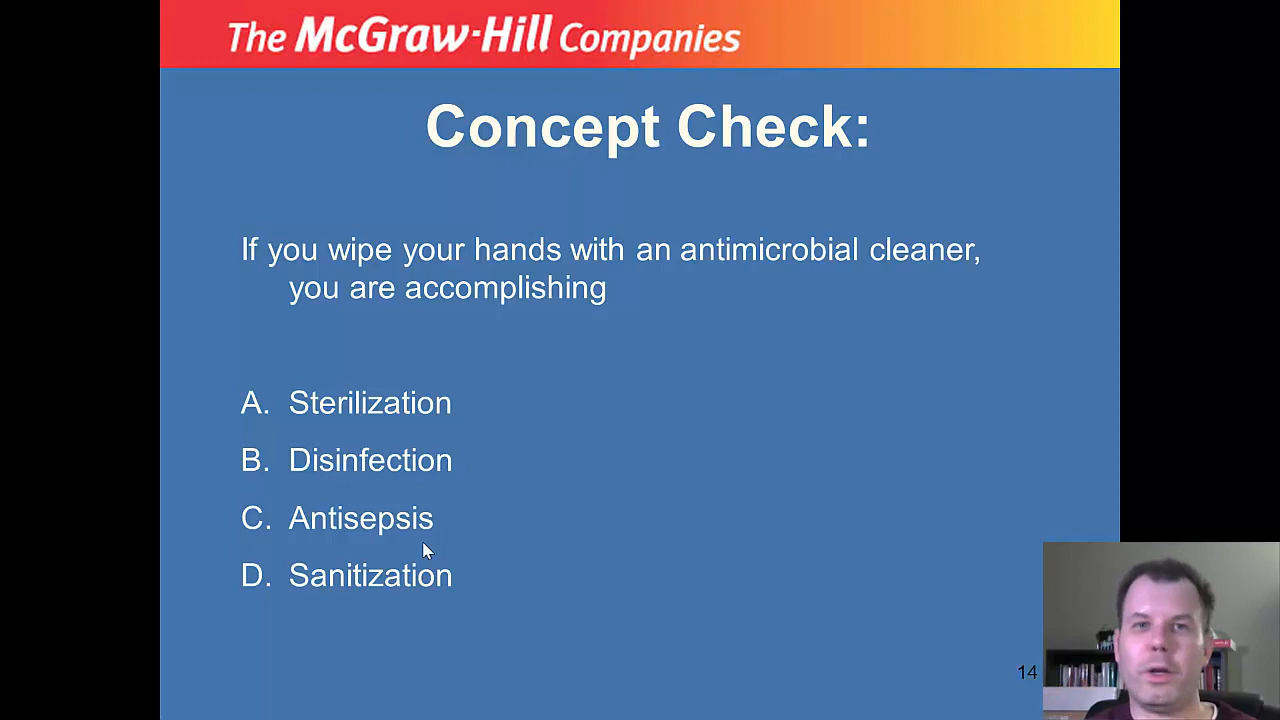 The McGraw-Hill Companies
Concept Check:
If you wipe your hands with an antimicrobial cleaner,
you are accomplishing
A. Sterilization
B. Disinfection
C. Antisepsis
D. Sanitization
14